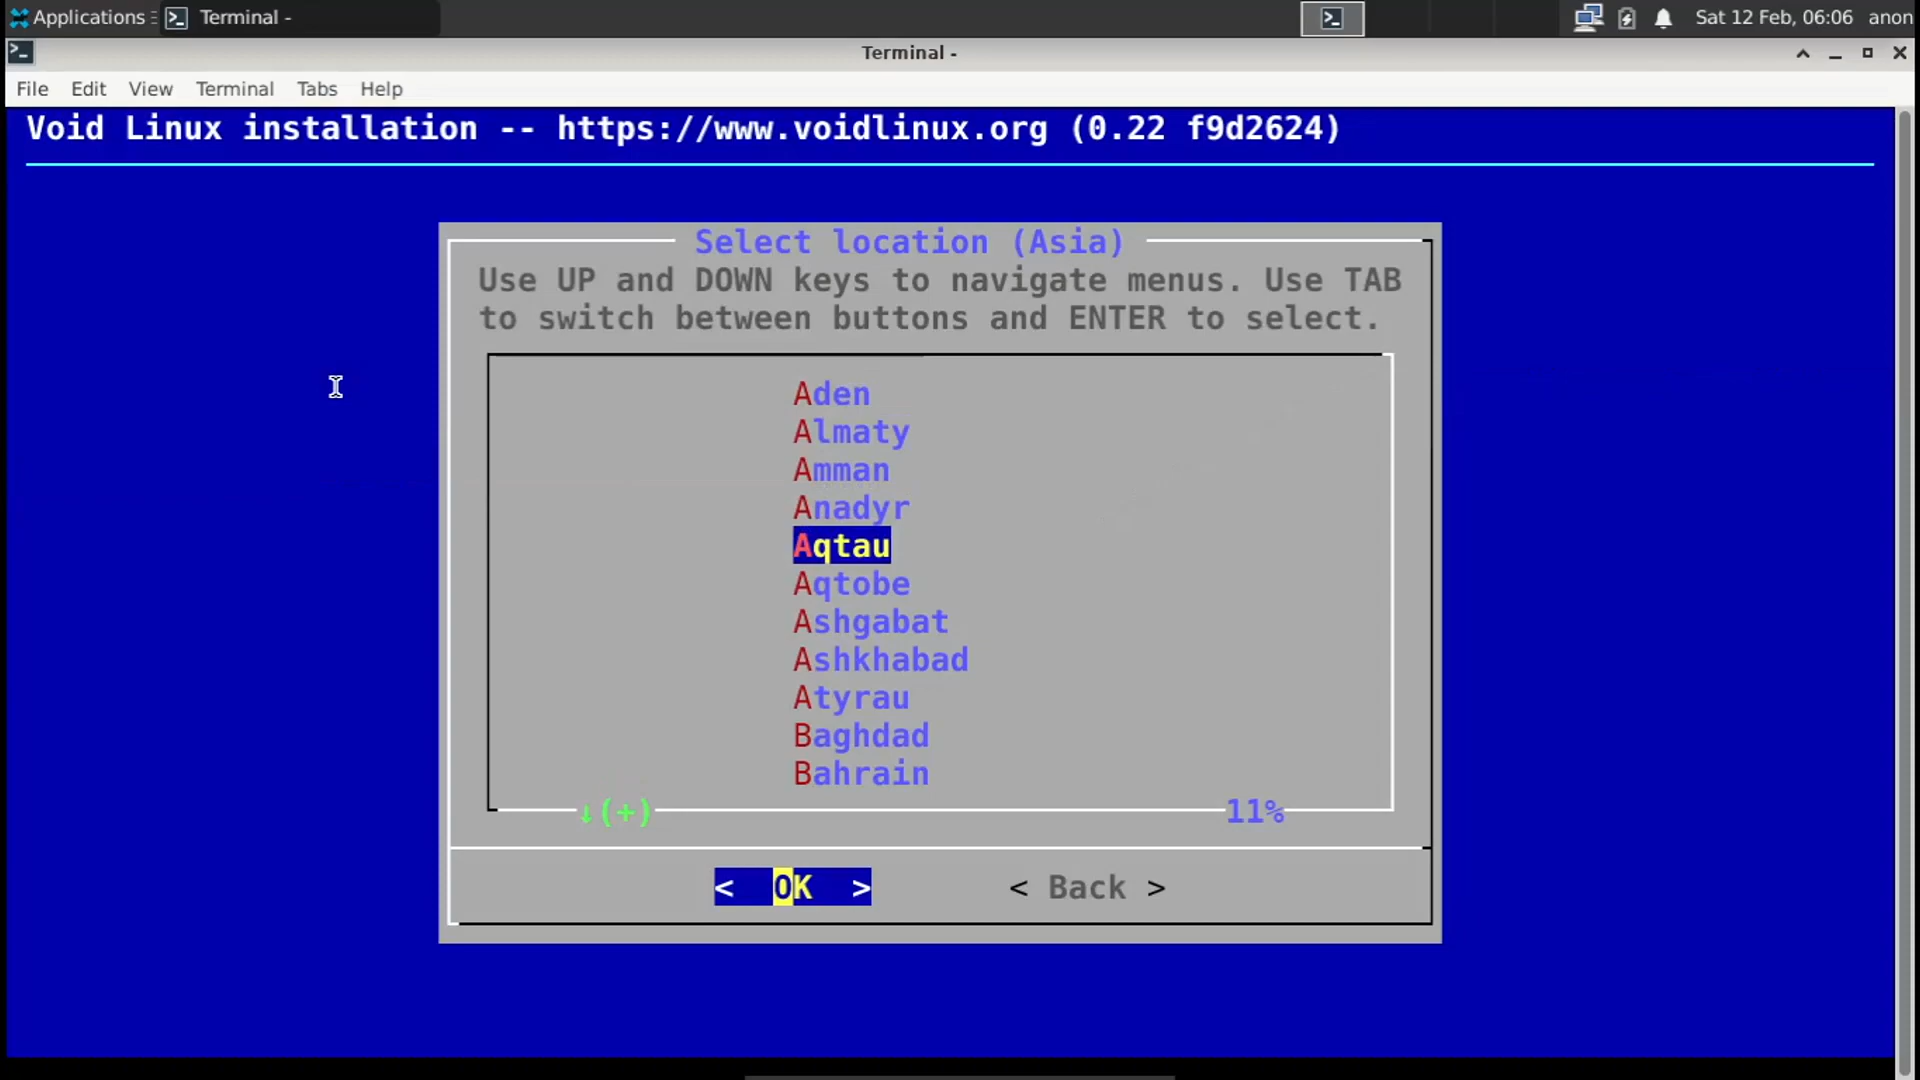 Applications Terminal - Sat 12 Feb, 06:06 anon
Terminal -
File Edit View Terminal Tabs Help
Void Linux installation -- https://www.voidlinux.org (0.22 f9d2624)
Select location (Asia)
Use UP and DOWN keys to navigate menus. Use TAB
to switch between buttons and ENTER to select.
Aden
Almaty
Amman
Anadyr
Aqtau
Aqtobe
Ashgabat
Ashkhabad
Atyrau
Baghdad
Bahrain
↓(+) 11%
< OK > < Back >